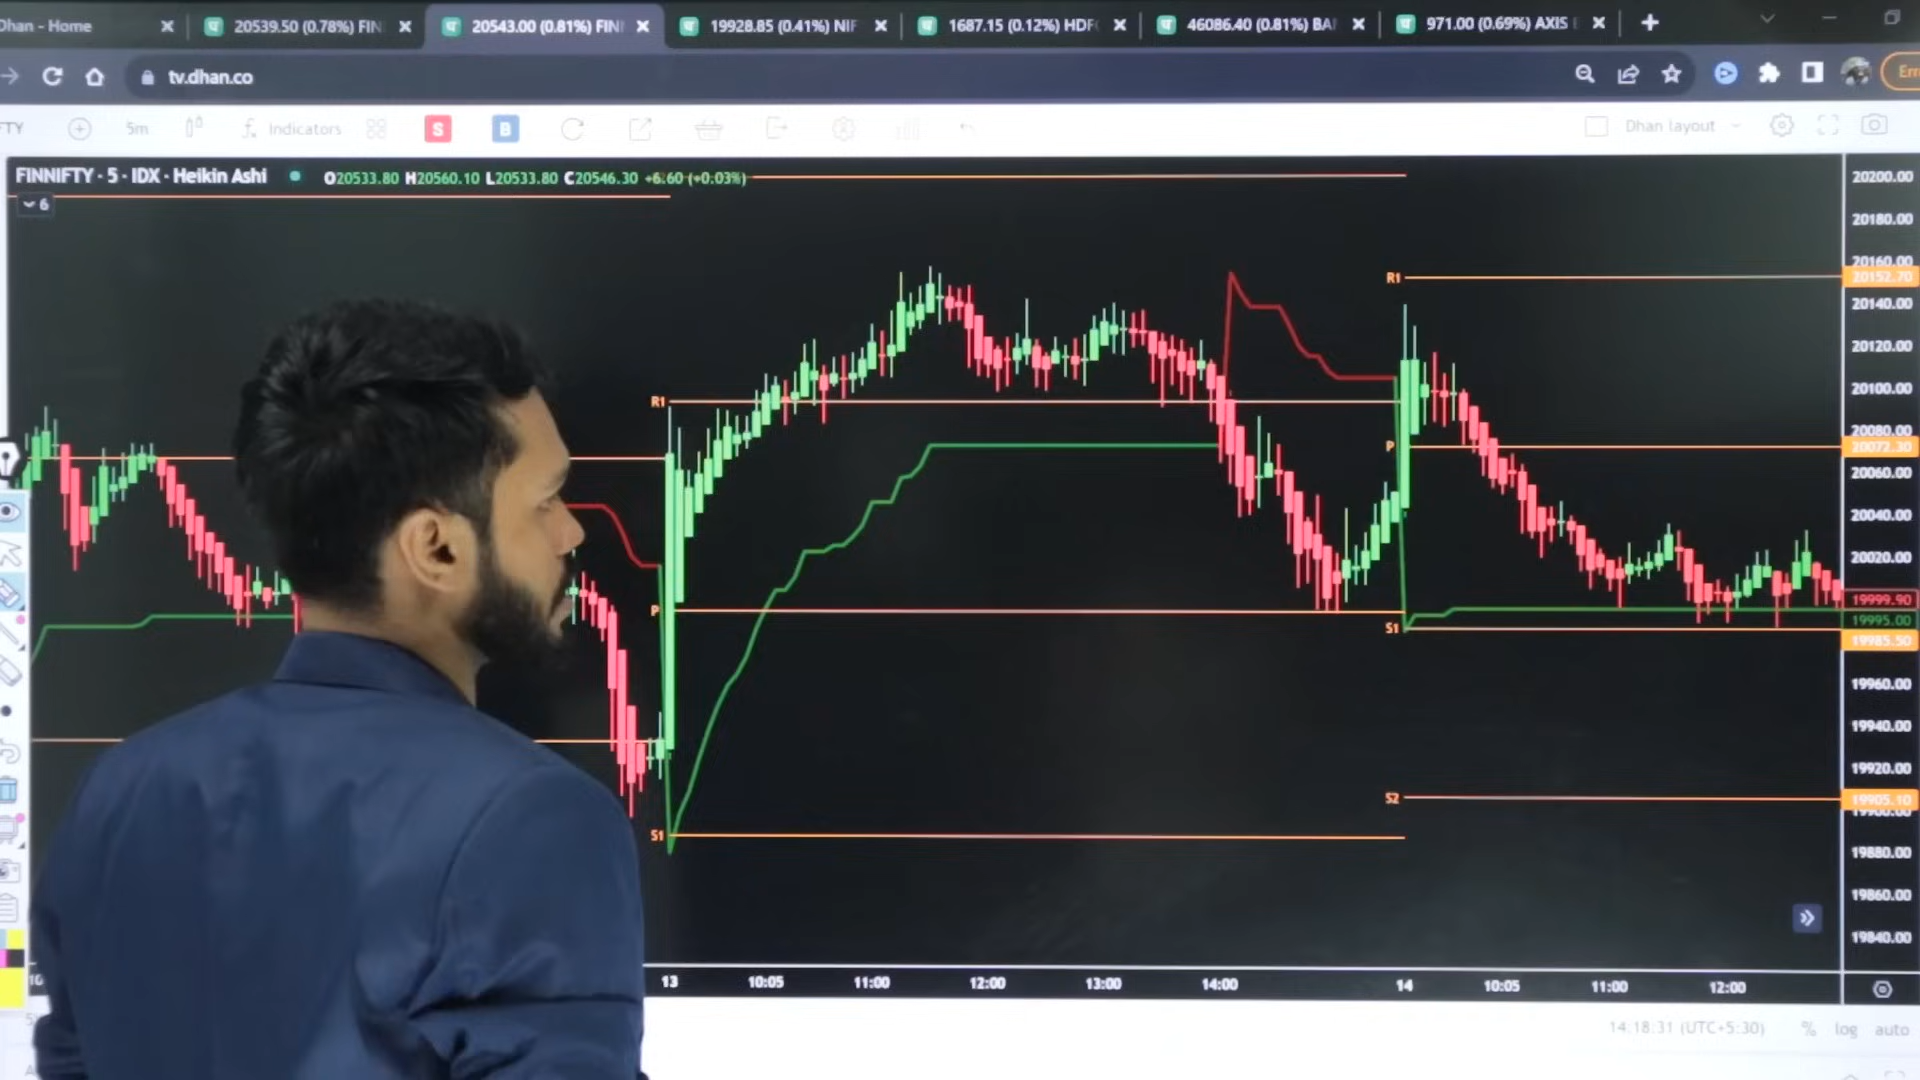 Dhan - Home
20539.50 (0.78%) FIN
20543.00 (0.81%) FIN
19928.85 (0.41%) NIF
1687.15 (0.12%) HDF
46086.40 (0.81%) BA
971.00 (0.69%) AXIS
tv.dhan.co
Err
TY
5m
Indicators
S
B
Dhan layout
FINNIFTY · 5 · IDX · Heikin Ashi
O20533.80 H20560.10 L20533.80 C20546.30 +6.60 (+0.03%)
6
20200.00
20180.00
20160.00
R1
20152.70
20140.00
20120.00
20100.00
R1
20080.00
P
20072.30
20060.00
20040.00
20020.00
19999.90
P
19995.00
S1
19985.50
19960.00
19940.00
19920.00
S2
19905.10
19900.00
S1
19880.00
19860.00
19840.00
10
13
10:05
11:00
12:00
13:00
14:00
14
10:05
11:00
12:00
14:18:31 (UTC+5:30)
%
log
auto